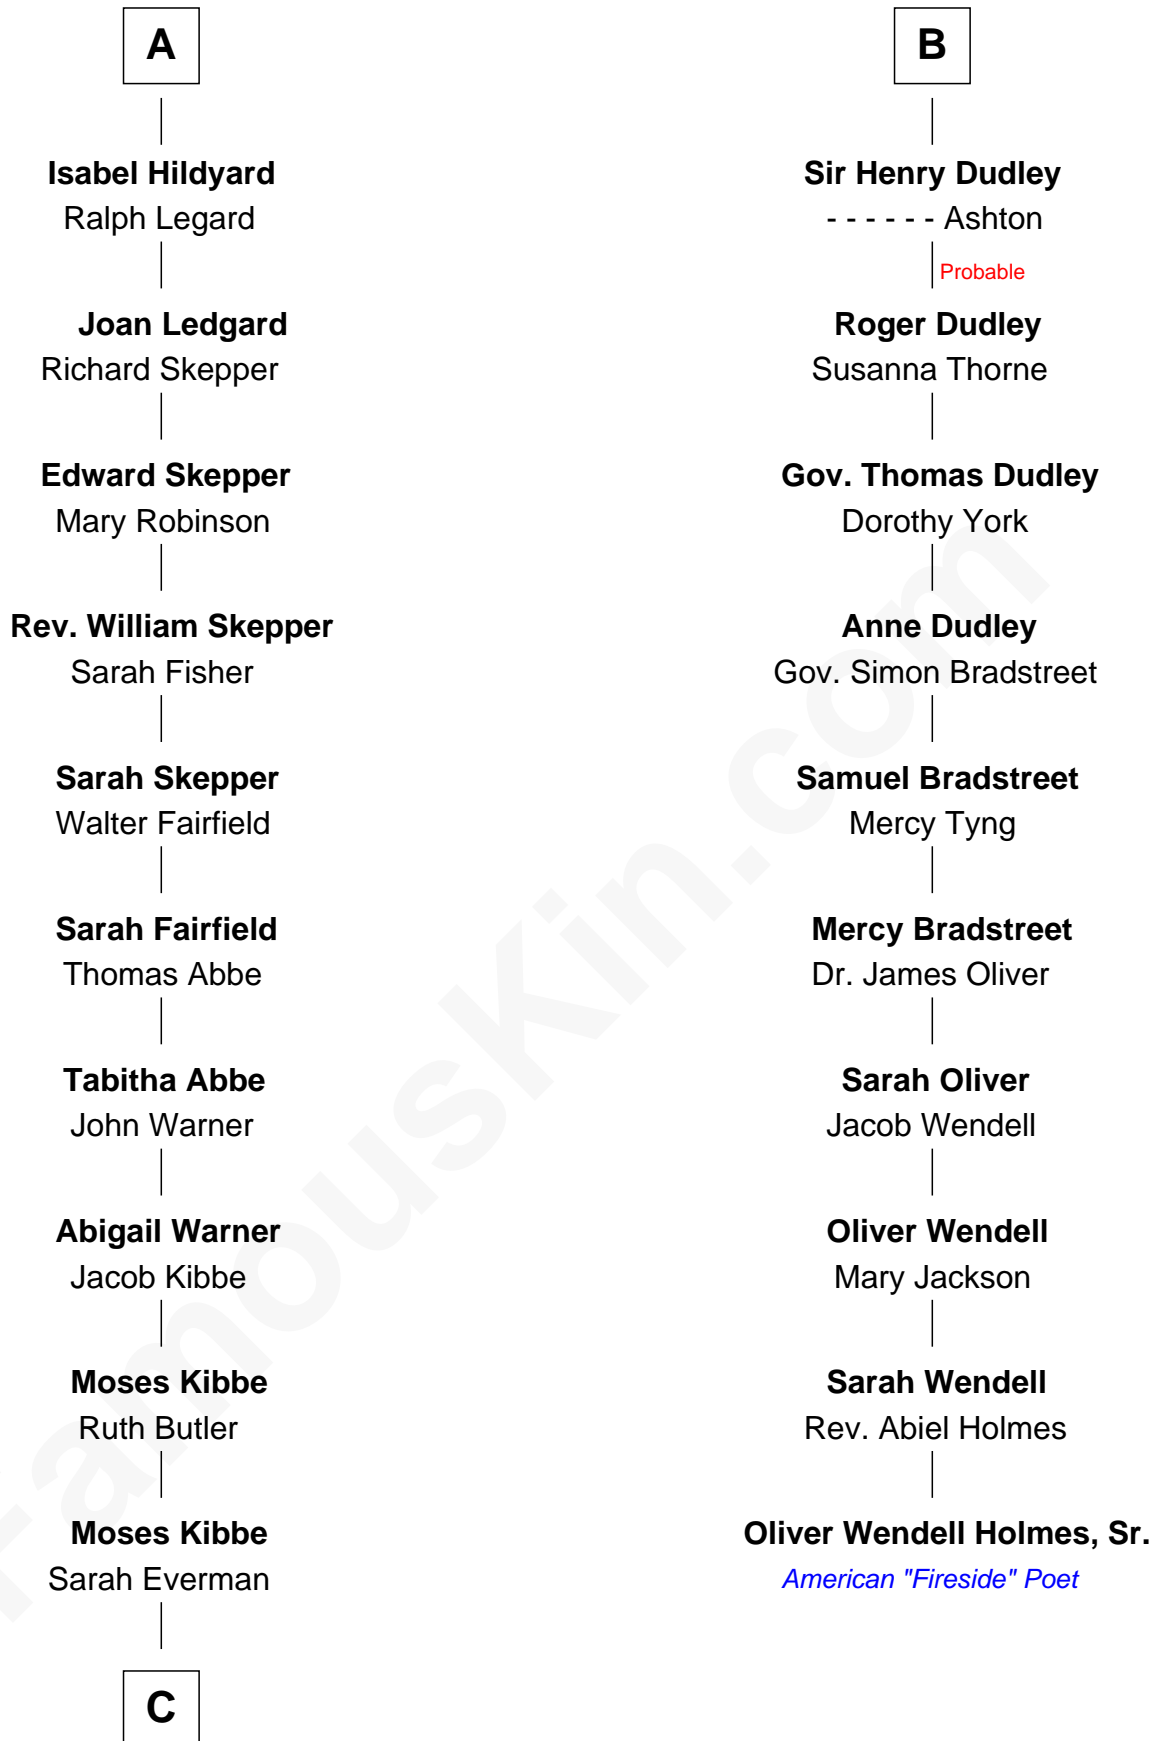 A
Isabel Hildyard
Ralph Legard
Joan Ledgard
Richard Skepper
Edward Skepper
Mary Robinson
Rev. William Skepper
Sarah Fisher
Sarah Skepper
Walter Fairfield
Sarah Fairfield
Thomas Abbe
Tabitha Abbe
John Warner
Abigail Warner
Jacob Kibbe
Moses Kibbe
Ruth Butler
Moses Kibbe
Sarah Everman
C
B
Sir Henry Dudley
- - - - - - Ashton
Probable
Roger Dudley
Susanna Thorne
Gov. Thomas Dudley
Dorothy York
Anne Dudley
Gov. Simon Bradstreet
Samuel Bradstreet
Mercy Tyng
Mercy Bradstreet
Dr. James Oliver
Sarah Oliver
Jacob Wendell
Oliver Wendell
Mary Jackson
Sarah Wendell
Rev. Abiel Holmes
Oliver Wendell Holmes, Sr.
American "Fireside" Poet
FamousKin.com